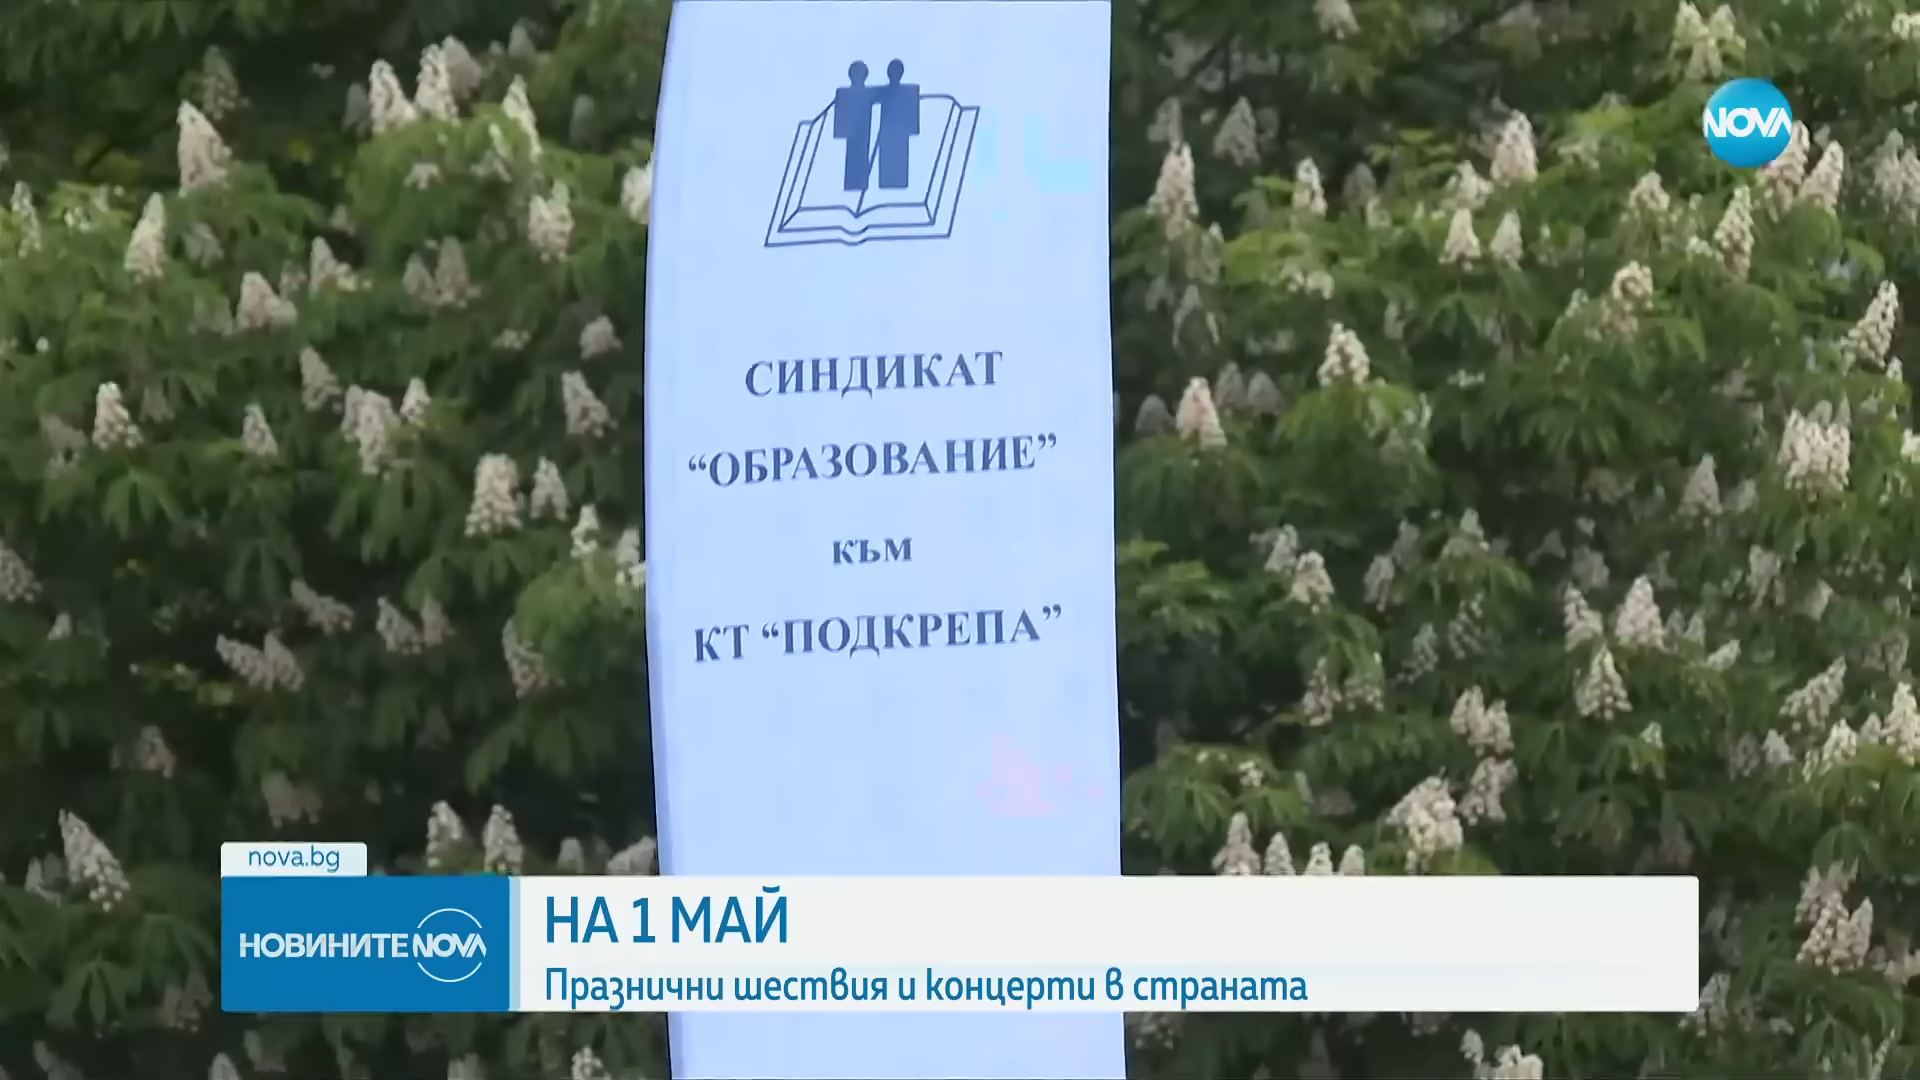 NOVA
СИНДИКАТ
“ОБРАЗОВАНИЕ”
към
КТ “ПОДКРЕПА”
nova.bg
НОВИНИТЕ NOVA
НА 1 МАЙ
Празнични шествия и концерти в страната